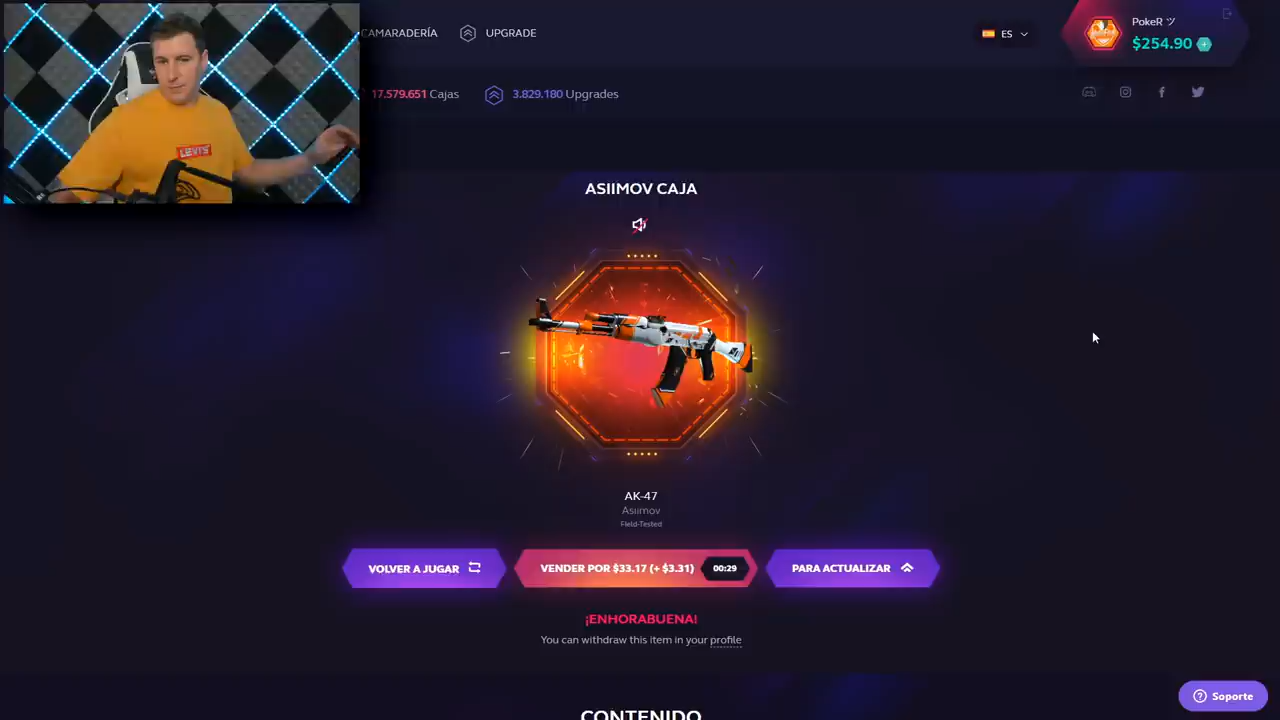 CAMARADERÍA
UPGRADE
ES
PokeR ツ
$254.90
17.579.651 Cajas
3.829.180 Upgrades
LEVI'S
ASIIMOV CAJA
AK-47
Asiimov
Field-Tested
VOLVER A JUGAR
VENDER POR $33.17 (+ $3.31) 00:29
PARA ACTUALIZAR
¡ENHORABUENA!
You can withdraw this item in your profile
CONTENIDO
Soporte